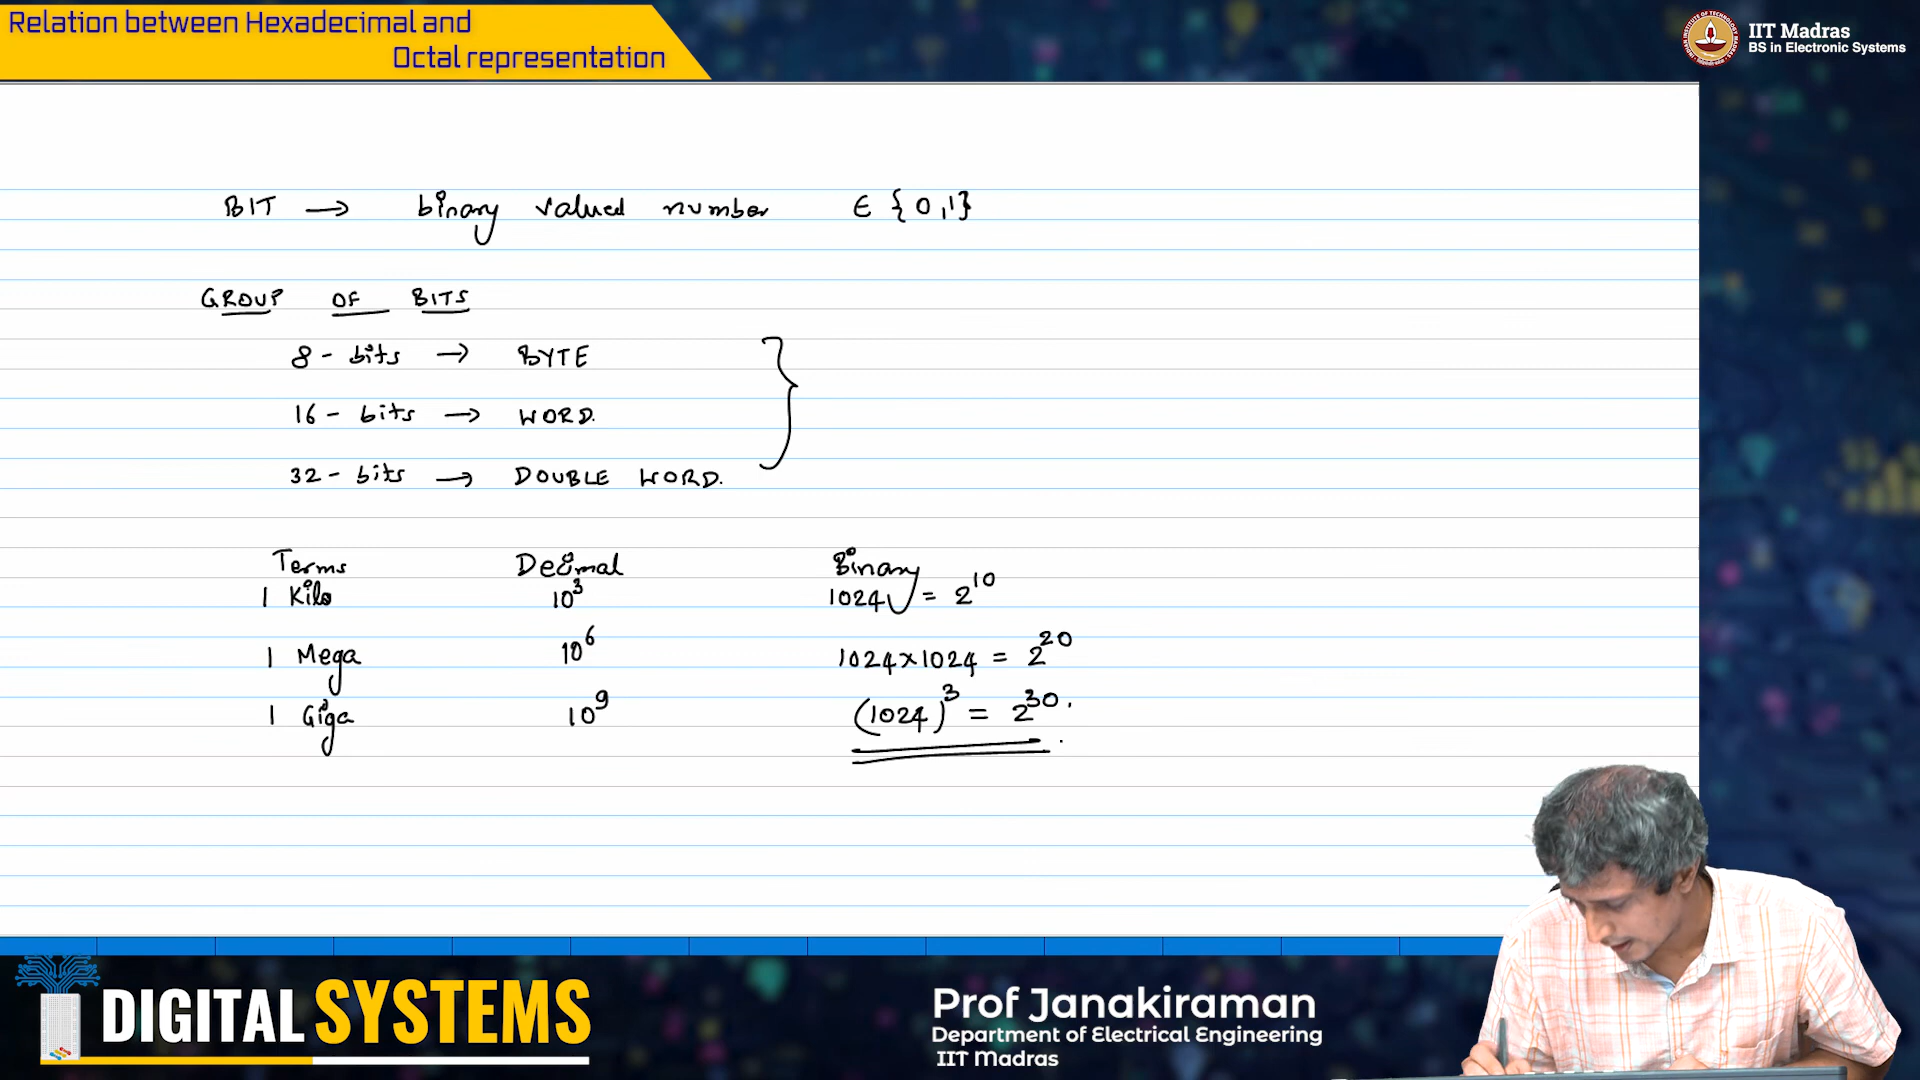 Relation between Hexadecimal and
Octal representation
IIT Madras
BS in Electronic Systems
BIT → binary valued number ∈ {0,1}
GROUP OF BITS
8 - bits → BYTE
16 - bits → WORD.
32 - bits → DOUBLE WORD.
Terms Decimal Binary
1 Kilo 10³ 1024 = 2¹⁰
1 Mega 10⁶ 1024×1024 = 2²⁰
1 Giga 10⁹ (1024)³ = 2³⁰.
DIGITAL SYSTEMS
Prof Janakiraman
Department of Electrical Engineering
IIT Madras